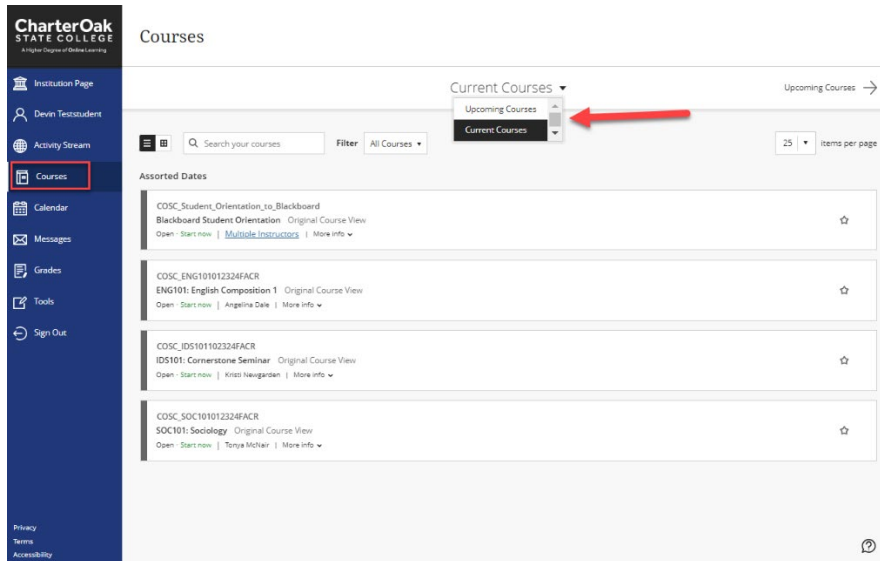 CharterOak
STATE COLLEGE
A Higher Degree of Online Learning
Institution Page
Devin Teststudent
Activity Stream
Courses
Calendar
Messages
Grades
Tools
Sign Out
Privacy
Terms
Accessibility
Courses
Current Courses
Upcoming Courses
Upcoming Courses
Current Courses
Search your courses
Filter All Courses
25 items per page
Assorted Dates
COSC_Student_Orientation_to_Blackboard
Blackboard Student Orientation Original Course View
Open · Start now | Multiple Instructors | More info
COSC_ENG101012324FACR
ENG101: English Composition 1 Original Course View
Open · Start now | Angelina Dale | More info
COSC_IDS101102324FACR
IDS101: Cornerstone Seminar Original Course View
Open · Start now | Kristi Newgarden | More info
COSC_SOC101012324FACR
SOC101: Sociology Original Course View
Open · Start now | Tonya McNair | More info